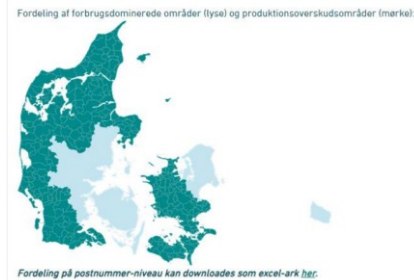 Fordeling af forbrugsdominerede områder (lyse) og produktionsoverskudsområder (mørke):
Fordeling på postnummer-niveau kan downloades som excel-ark her.